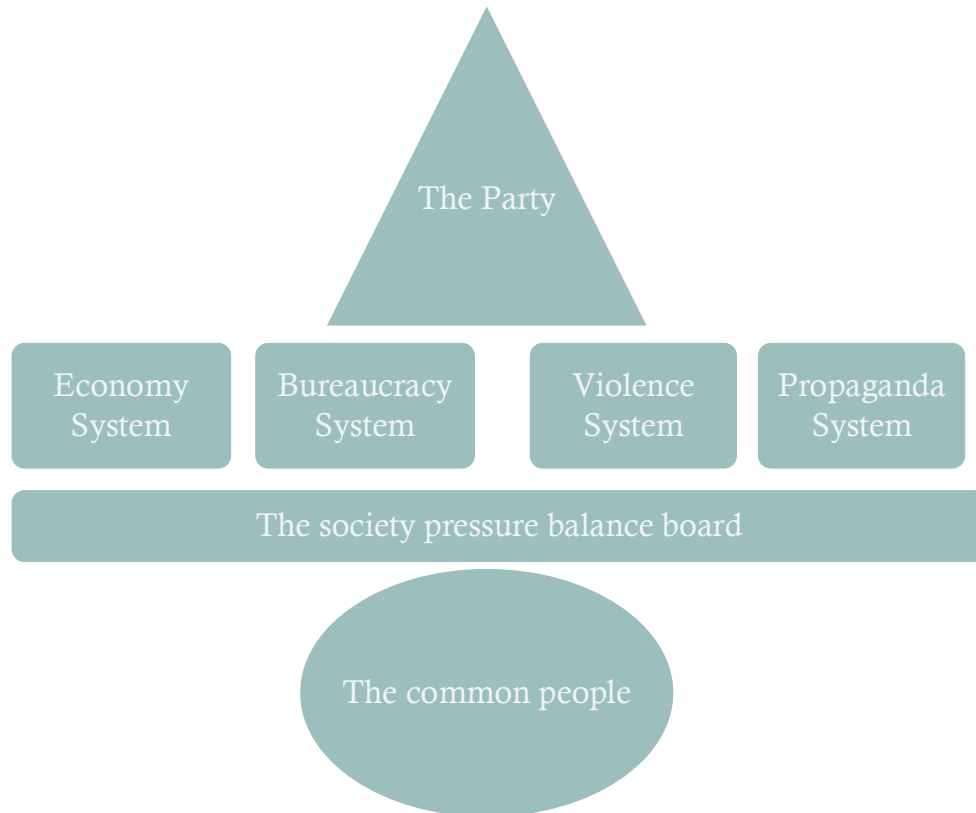 The Party
Economy
System
Bureaucracy
System
Violence
System
Propaganda
System
The society pressure balance board
The common people